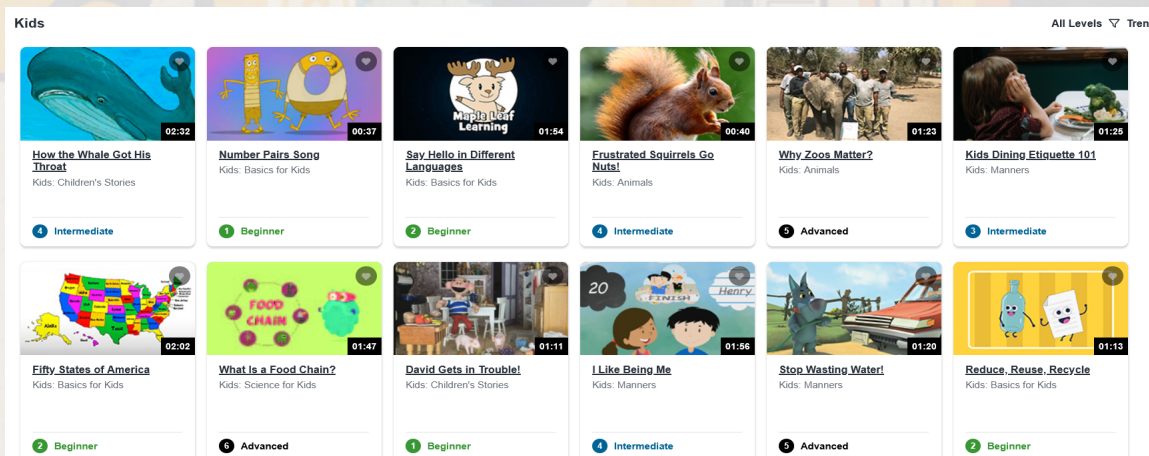 Kids
All Levels Tren
02:32
00:37
Maple Leaf
Learning
01:54
00:40
01:23
01:25
How the Whale Got His
Throat
Kids: Children's Stories
4 Intermediate
Number Pairs Song
Kids: Basics for Kids
1 Beginner
Say Hello in Different
Languages
Kids: Basics for Kids
2 Beginner
Frustrated Squirrels Go
Nuts!
Kids: Animals
4 Intermediate
Why Zoos Matter?
Kids: Animals
5 Advanced
Kids Dining Etiquette 101
Kids: Manners
3 Intermediate
Alaska
Texas
02:02
FOOD
CHAIN
01:47
01:11
20
FINISH
Henry
01:56
01:20
01:13
Fifty States of America
Kids: Basics for Kids
2 Beginner
What Is a Food Chain?
Kids: Science for Kids
6 Advanced
David Gets in Trouble!
Kids: Children's Stories
1 Beginner
I Like Being Me
Kids: Manners
4 Intermediate
Stop Wasting Water!
Kids: Manners
5 Advanced
Reduce, Reuse, Recycle
Kids: Basics for Kids
2 Beginner